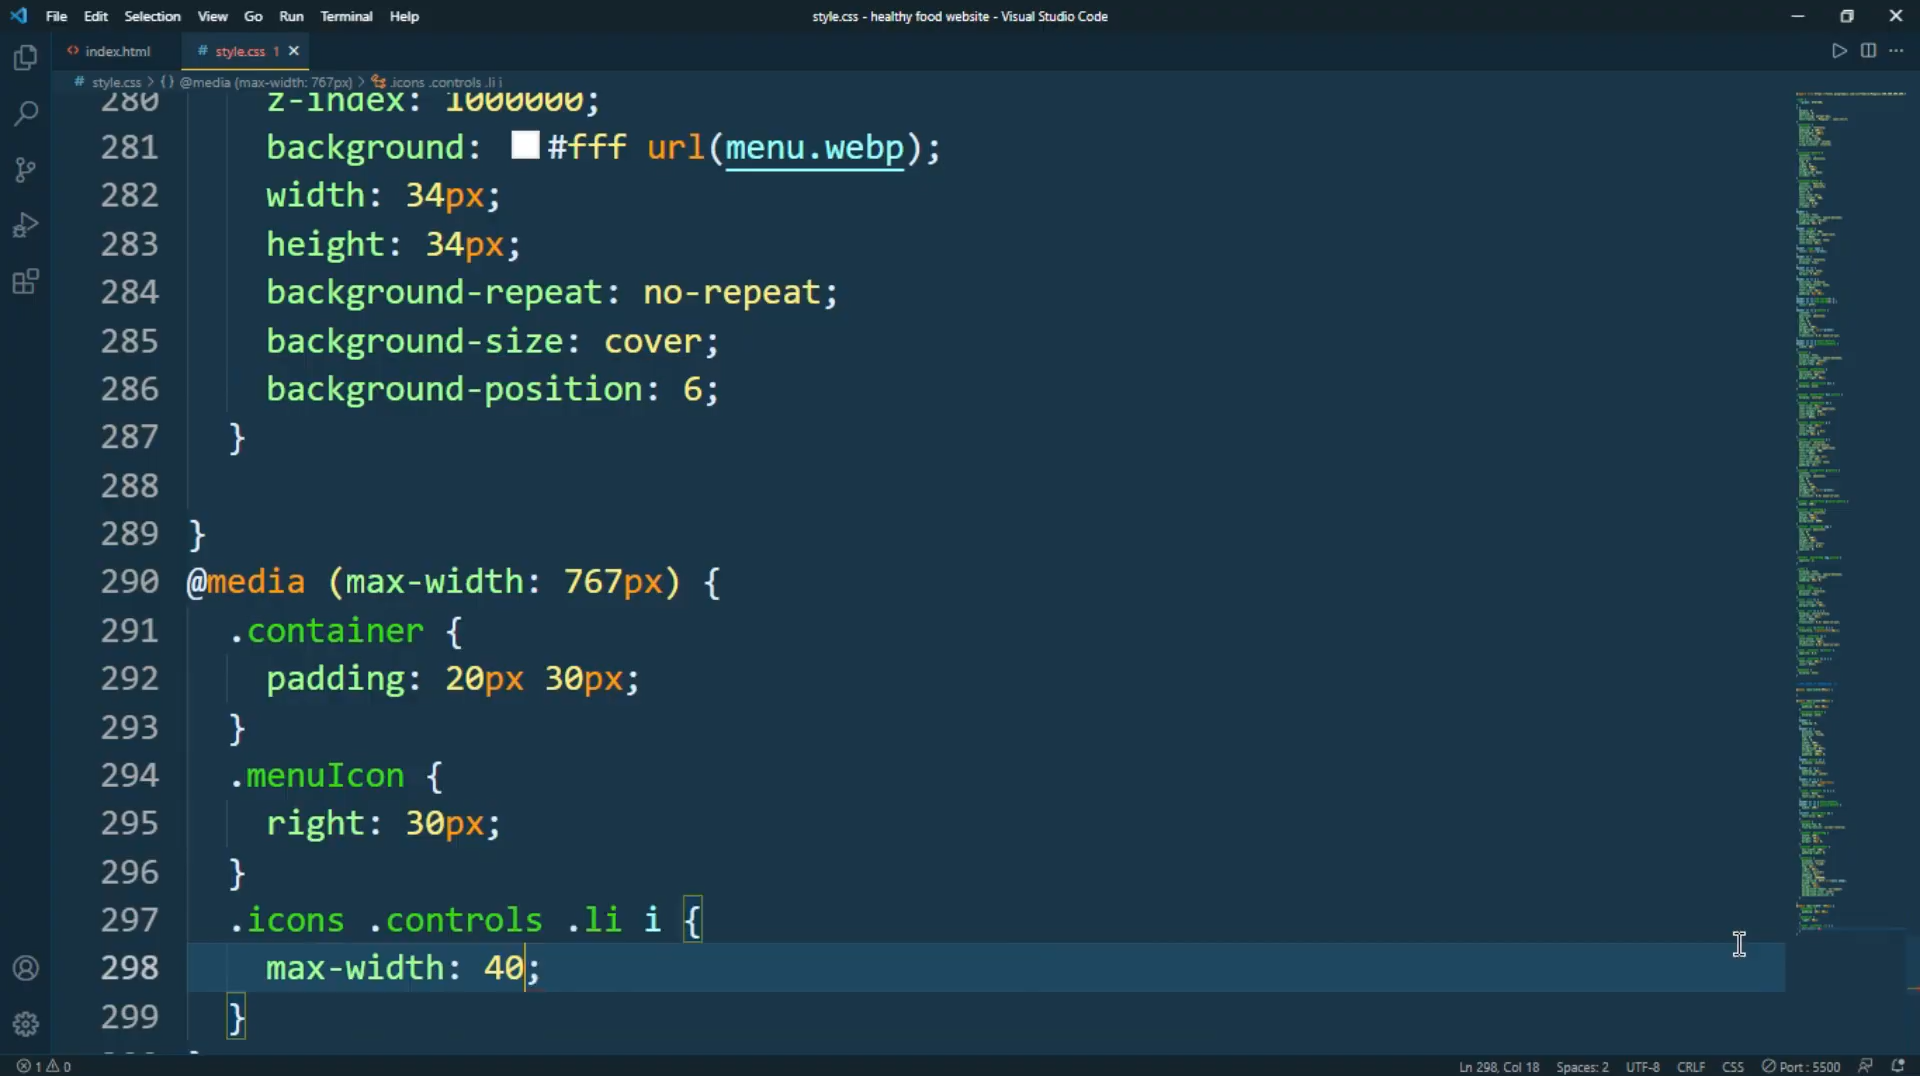 File Edit Selection View Go Run Terminal Help
style.css - healthy food website - Visual Studio Code
index.html
# style.css 1
# style.css > {} @media (max-width: 767px) > .icons .controls .li i
280 z-index: 1000000;
281 background: #fff url(menu.webp);
282 width: 34px;
283 height: 34px;
284 background-repeat: no-repeat;
285 background-size: cover;
286 background-position: 6;
287 }
288
289 }
290 @media (max-width: 767px) {
291 .container {
292 padding: 20px 30px;
293 }
294 .menuIcon {
295 right: 30px;
296 }
297 .icons .controls .li i {
298 max-width: 40;
299 }
1 0
Ln 298, Col 18 Spaces: 2 UTF-8 CRLF CSS Port : 5500